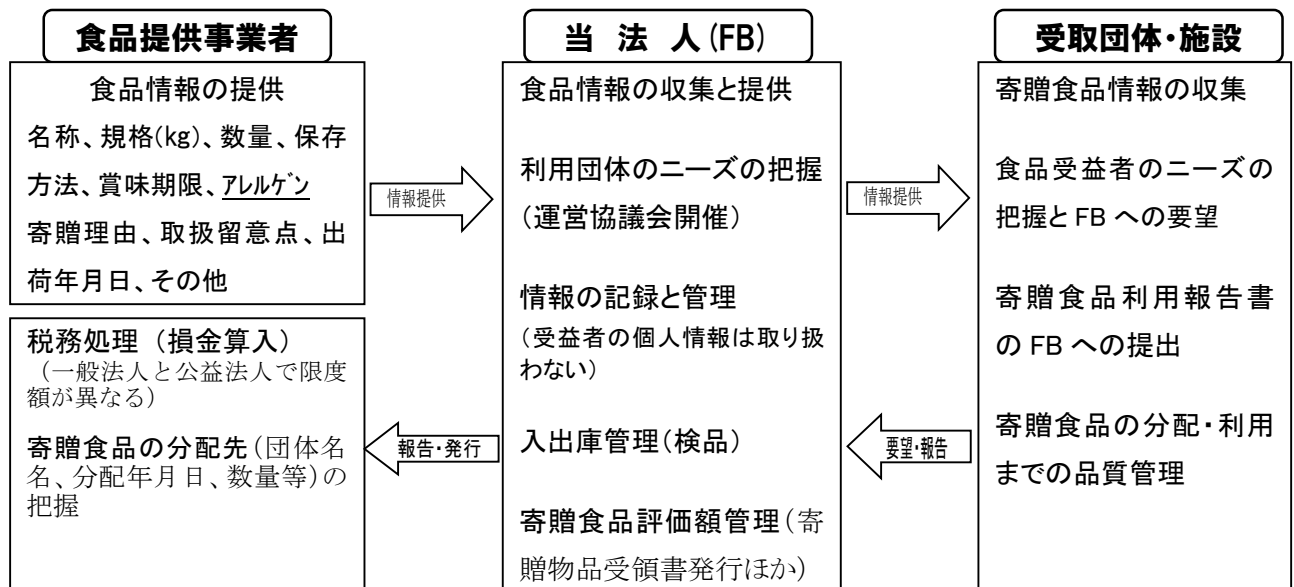 食品提供事業者
食品情報の提供
名称、規格(kg)、数量、保存
方法、賞味期限、アレルゲン
寄贈理由、取扱留意点、出
荷年月日、その他
税務処理（損金算入）
（一般法人と公益法人で限度
額が異なる）
寄贈食品の分配先(団体名
名、分配年月日、数量等)の
把握
情報提供
報告・発行
当 法 人(FB)
食品情報の収集と提供
利用団体のニーズの把握
（運営協議会開催）
情報の記録と管理
（受益者の個人情報は取り扱
わない）
入出庫管理(検品)
寄贈食品評価額管理(寄
贈物品受領書発行ほか)
情報提供
要望・報告
受取団体・施設
寄贈食品情報の収集
食品受益者のニーズの
把握と FB への要望
寄贈食品利用報告書
の FB への提出
寄贈食品の分配・利用
までの品質管理